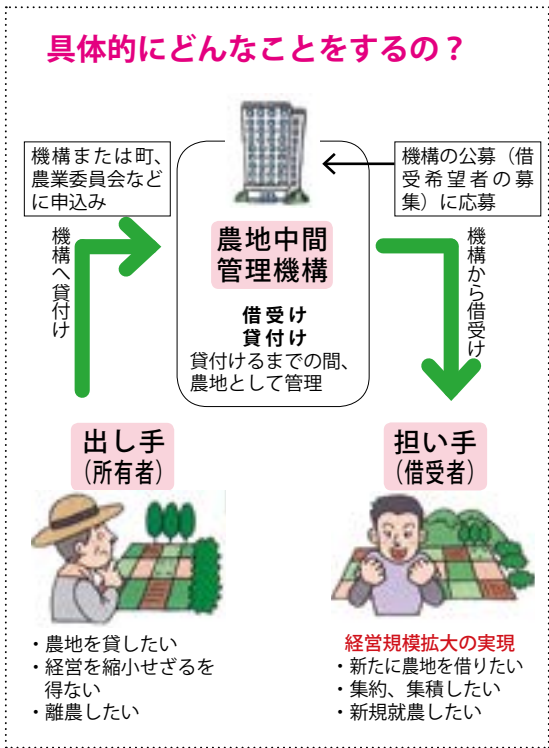 具体的にどんなことをするの？
機構または町、
農業委員会など
に申込み
機構の公募（借
受希望者の募
集）に応募
機構へ貸付け
農地中間
管理機構
借受け
貸付け
貸付けるまでの間、
農地として管理
機構から借受け
出し手
（所有者）
担い手
（借受者）
・農地を貸したい
・経営を縮小せざるを
得ない
・離農したい
経営規模拡大の実現
・新たに農地を借りたい
・集約、集積したい
・新規就農したい